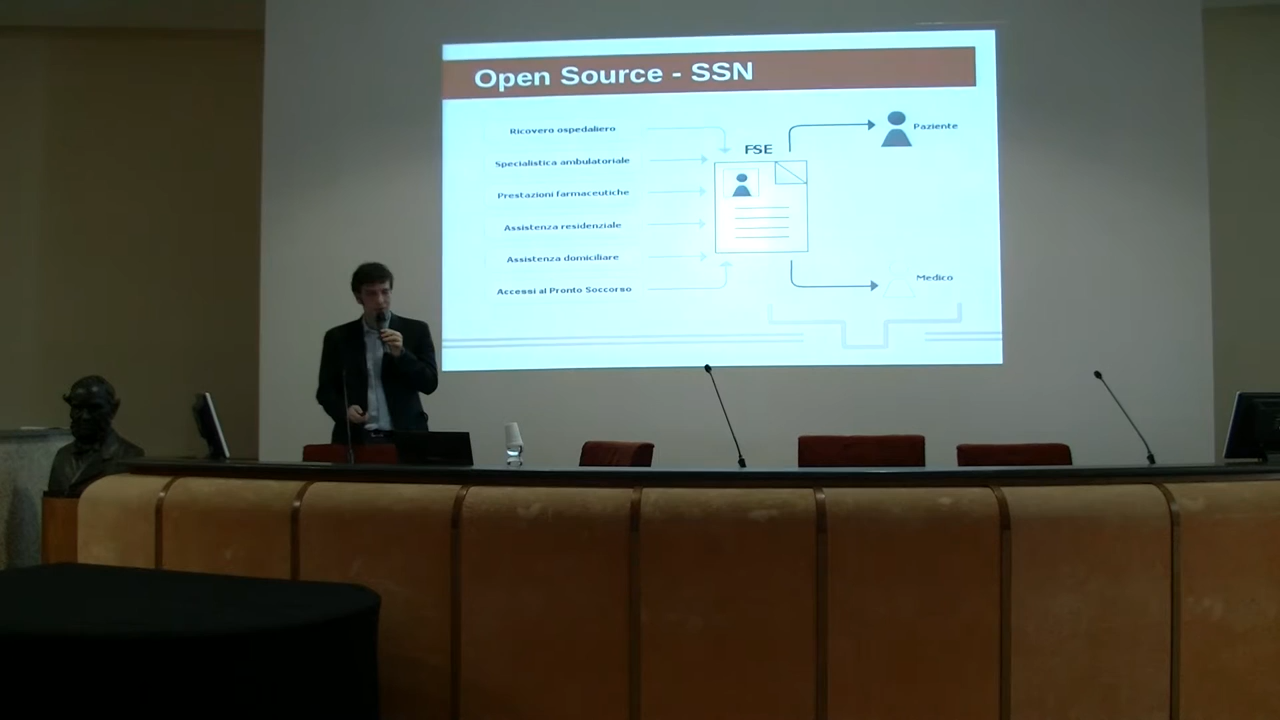 Open Source - SSN
Ricovero ospedaliero
Specialistica ambulatoriale
Prestazioni farmaceutiche
Assistenza residenziale
Assistenza domiciliare
Accessi al Pronto Soccorso
FSE
Paziente
Medico